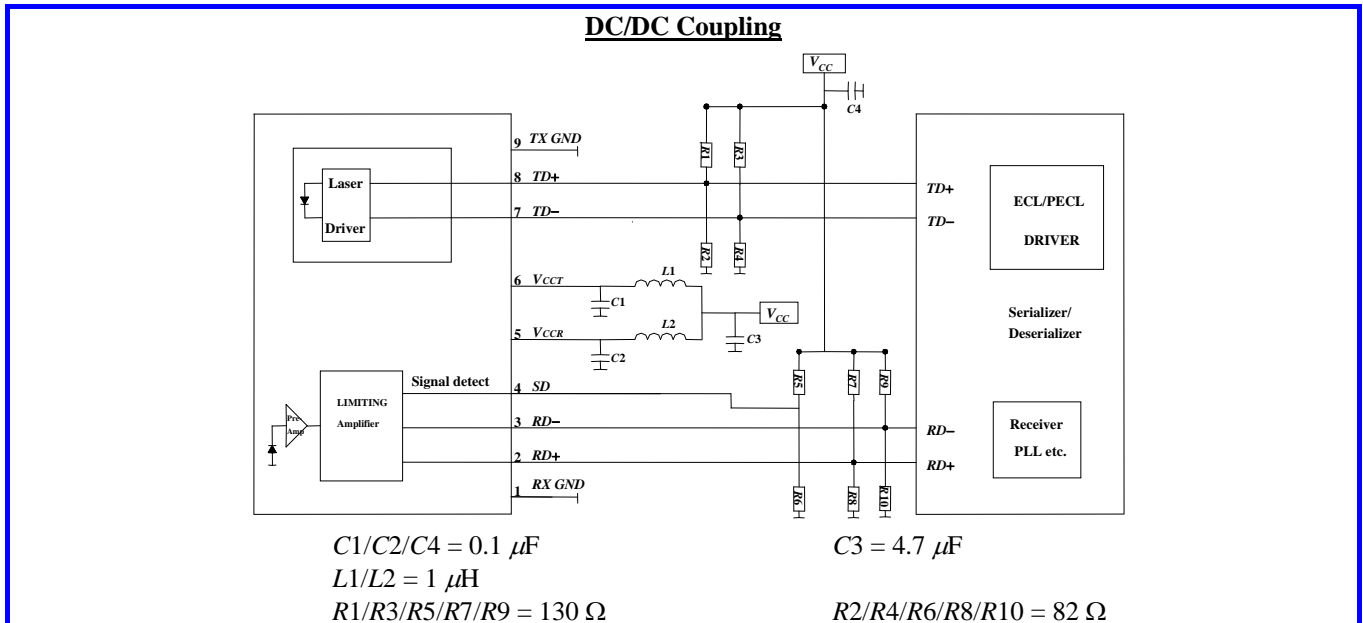 DC/DC Coupling
VCC
C4
9 TX GND
R1
R3
Laser
Driver
8 TD+
TD+
7 TD−
TD−
ECL/PECL
DRIVER
R2
R4
6 VCCT
L1
C1
VCC
5 VCCR
L2
C3
C2
Serializer/
Deserializer
R5
R7
R9
Signal detect
4 SD
LIMITING
Amplifier
Pre-
Amp
3 RD−
RD−
Receiver
PLL etc.
2 RD+
RD+
1 RX GND
R6
R8
R10
C1/C2/C4 = 0.1 μF
C3 = 4.7 μF
L1/L2 = 1 μH
R1/R3/R5/R7/R9 = 130 Ω
R2/R4/R6/R8/R10 = 82 Ω